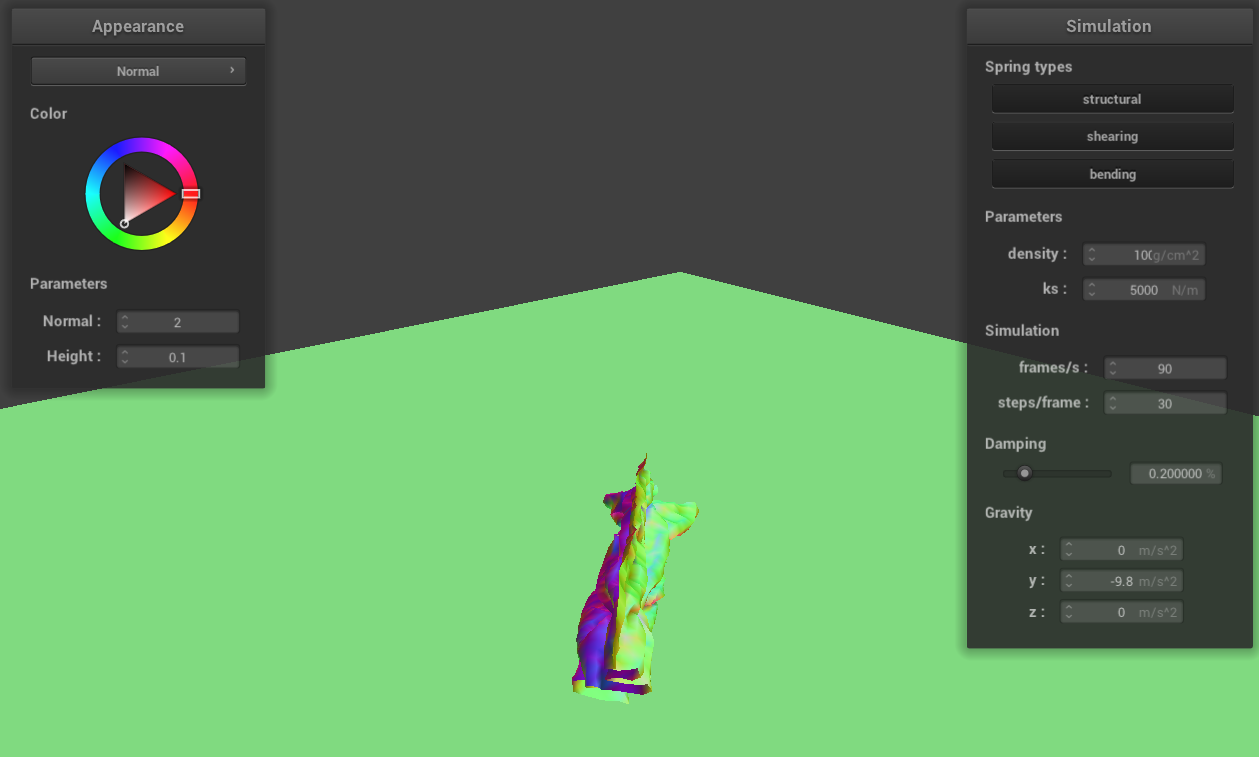 Appearance
Normal
Color
Parameters
Normal : 2
Height : 0.1
Simulation
Spring types
structural
shearing
bending
Parameters
density : 100 g/cm^2
ks : 5000 N/m
Simulation
frames/s : 90
steps/frame : 30
Damping
0.200000 %
Gravity
x : 0 m/s^2
y : -9.8 m/s^2
z : 0 m/s^2